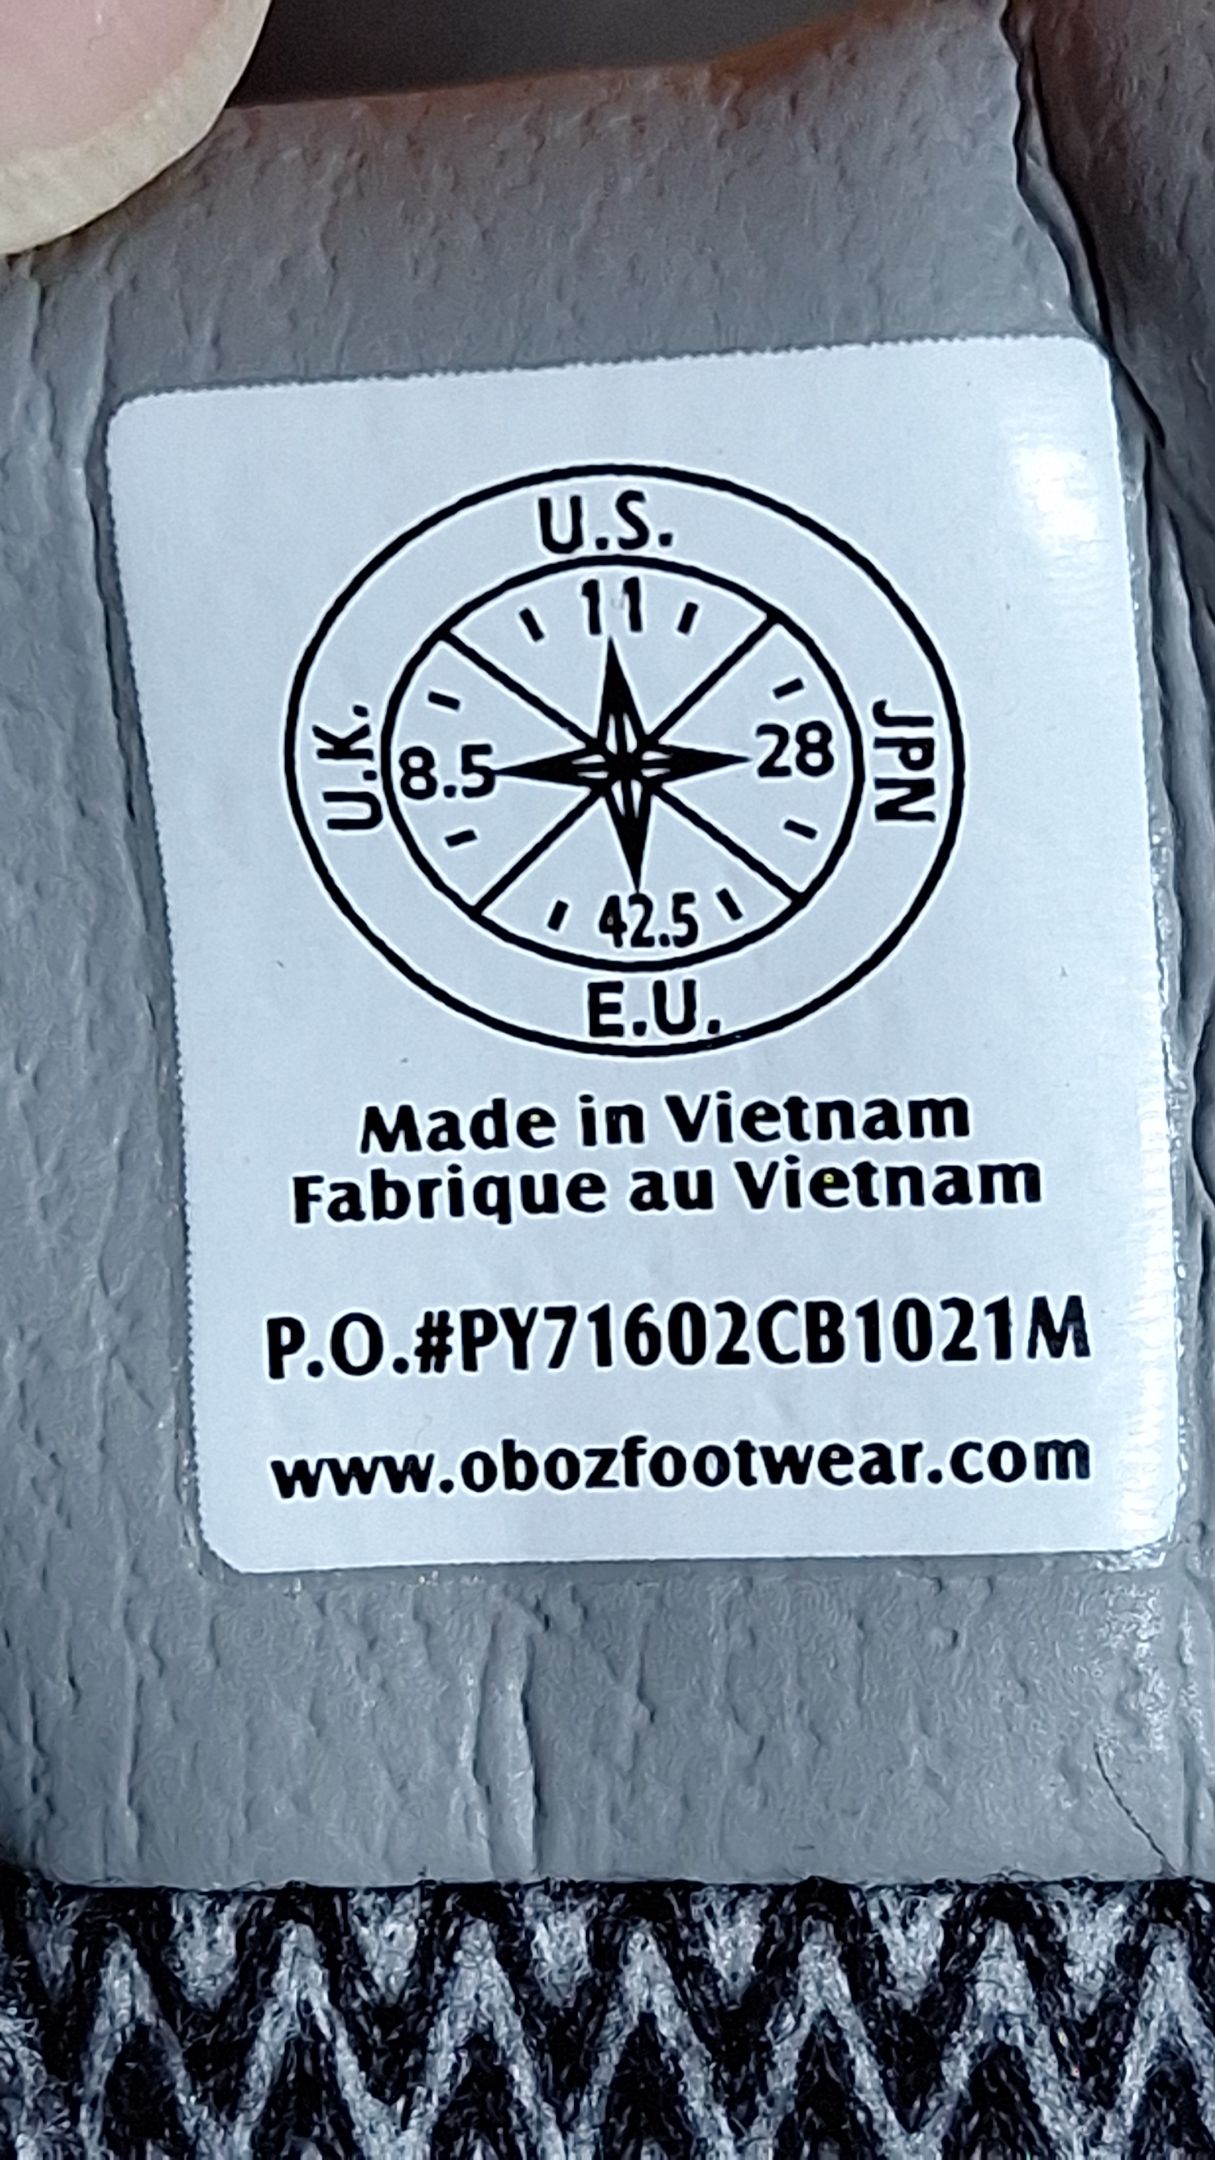 U.S.
11
U.K.
8.5
28
JPN
42.5
E.U.
Made in Vietnam
Fabrique au Vietnam
P.O.#PY71602CB1021M
www.obozfootwear.com